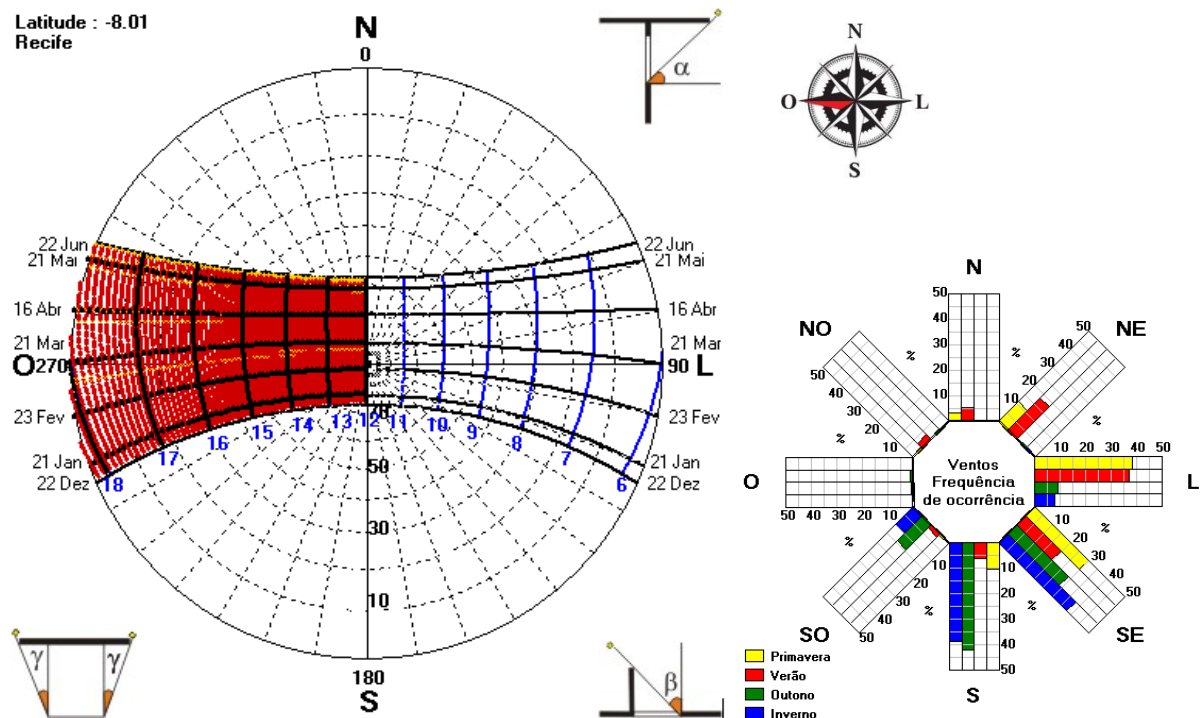 Latitude : -8.01
Recife
N
0
α
N
O
L
S
22 Jun
21 Mai
16 Abr
21 Mar
O 270
23 Fev
21 Jan
22 Dez
22 Jun
21 Mai
16 Abr
21 Mar
90 L
23 Fev
21 Jan
22 Dez
18
17
16
15
14
13
12
11
10
9
8
7
6
70
50
30
10
180
S
γ
γ
β
N
50
40
30
20
10
%
NO
50
40
30
20
10
%
NE
10
20
30
40
50
%
O
50
40
30
20
10
%
L
10
20
30
40
50
%
Ventos
Frequência
de ocorrência
SO
50
40
30
20
10
%
SE
10
20
30
40
50
%
10
20
30
40
50
%
S
Primavera
Verão
Outono
Inverno